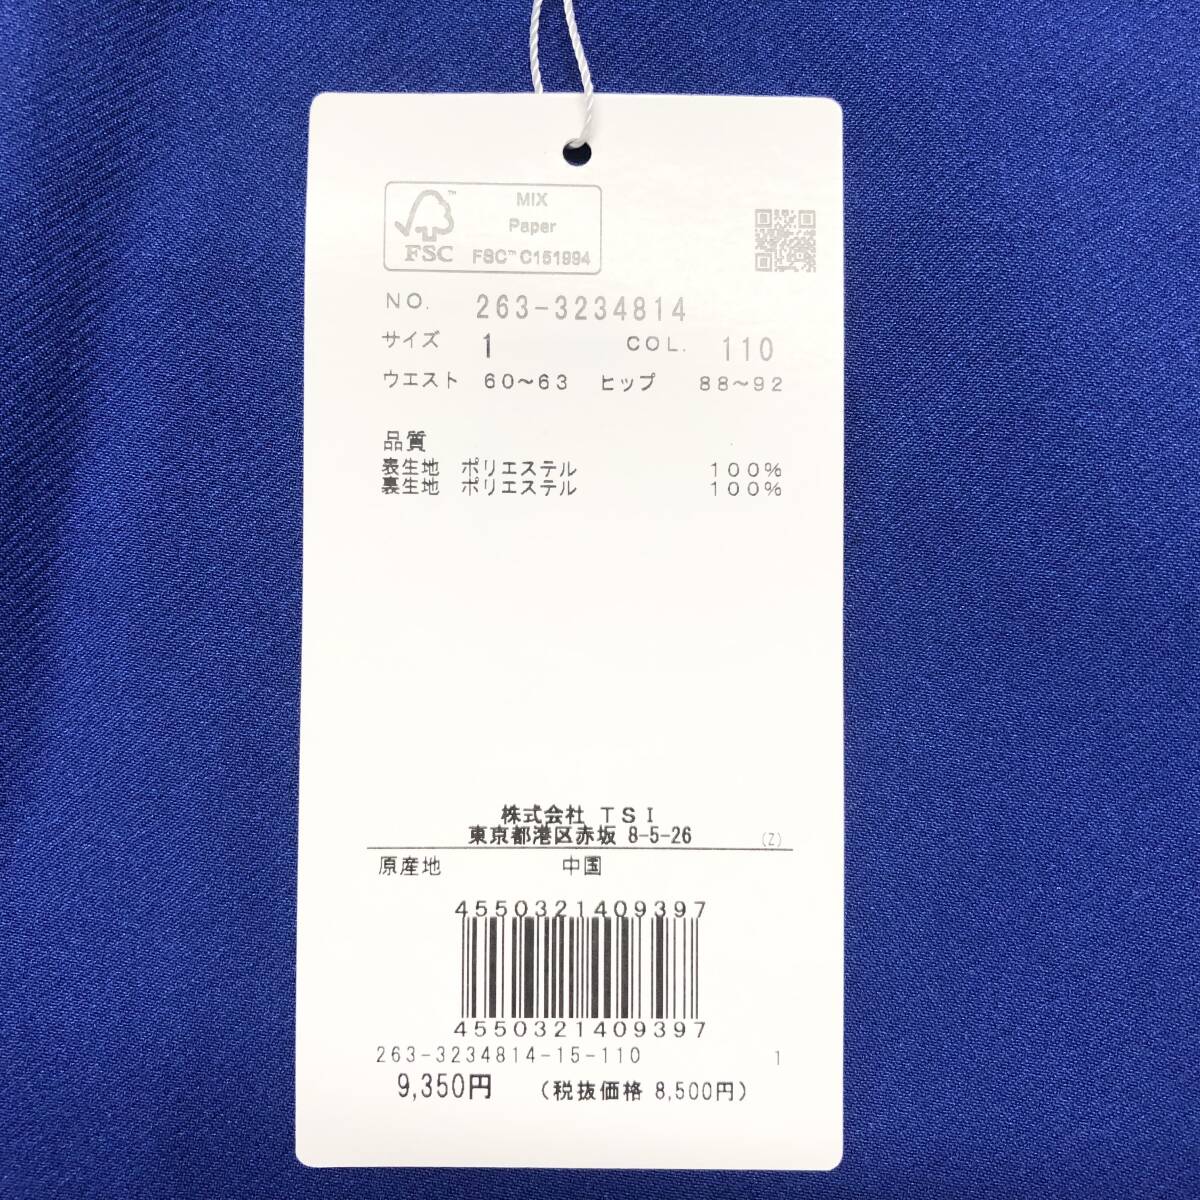 MIX
Paper
FSC™ FSC™ C151994
NO. 263-3234814
サイズ 1 COL. 110
ウエスト 60～63 ヒップ 88～92
品質
表生地 ポリエステル 100%
裏生地 ポリエステル 100%
株式会社 TSI
東京都港区赤坂 8-5-26 (Z)
原産地 中国
4550321409397
4550321409397
263-3234814-15-110 1
9,350円 (税抜価格 8,500円)